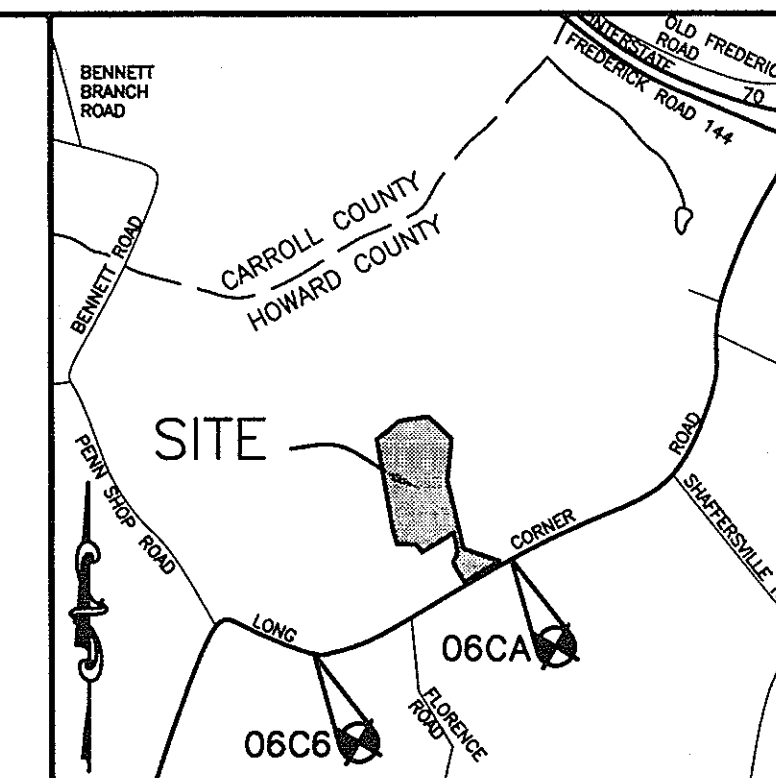 BENNETT
BRANCH
ROAD
OLD FREDERIC
ROAD
INTERSTATE
70
FREDERICK ROAD 144
CARROLL COUNTY
HOWARD COUNTY
BENNETT ROAD
SITE
PENN SHOP ROAD
LONG
CORNER
ROAD
SHAFFERSVILLE
06CA
06C6
FLORENCE
ROAD